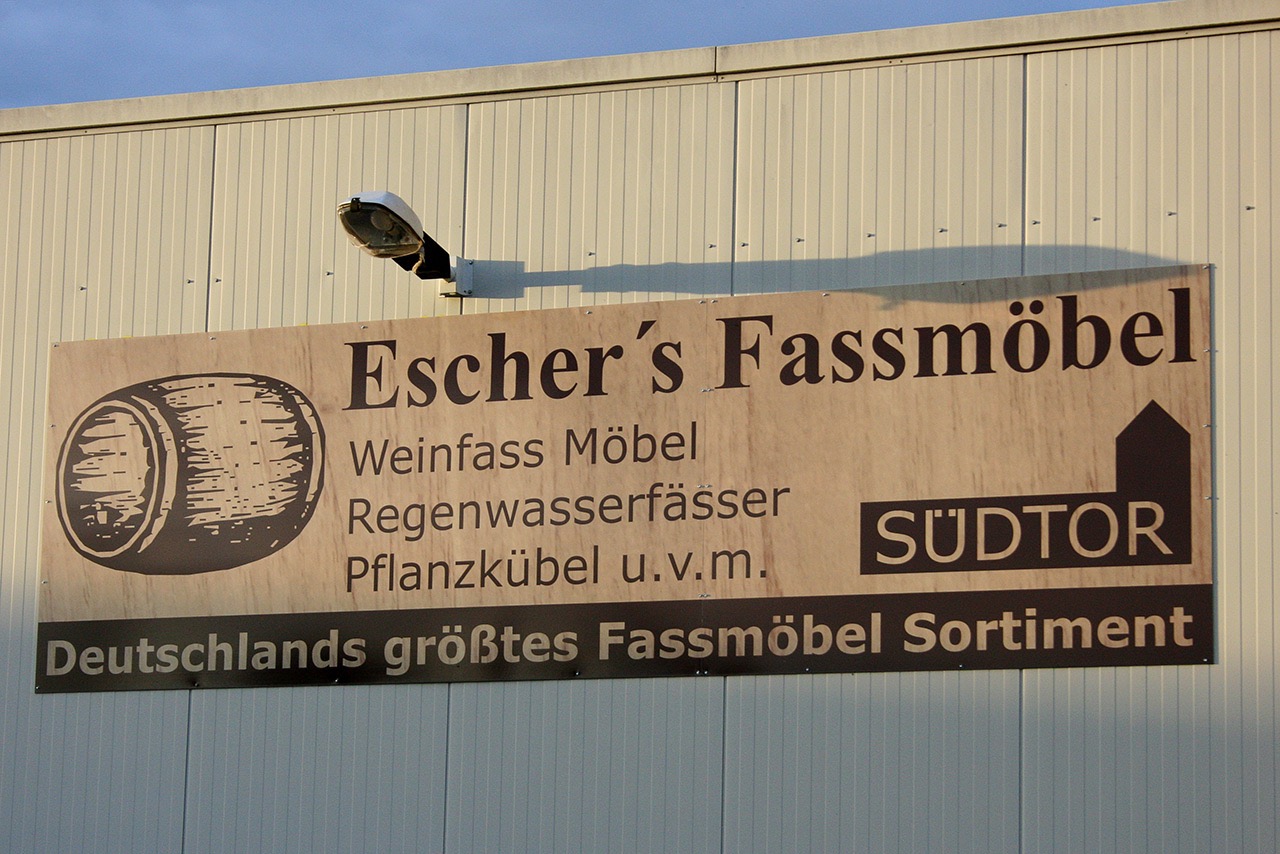 Escher´s Fassmöbel
Weinfass Möbel
Regenwasserfässer
Pflanzkübel u.v.m.
SÜDTOR
Deutschlands größtes Fassmöbel Sortiment